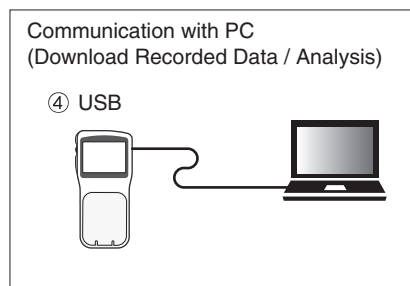 Communication with PC
(Download Recorded Data / Analysis)
④ USB